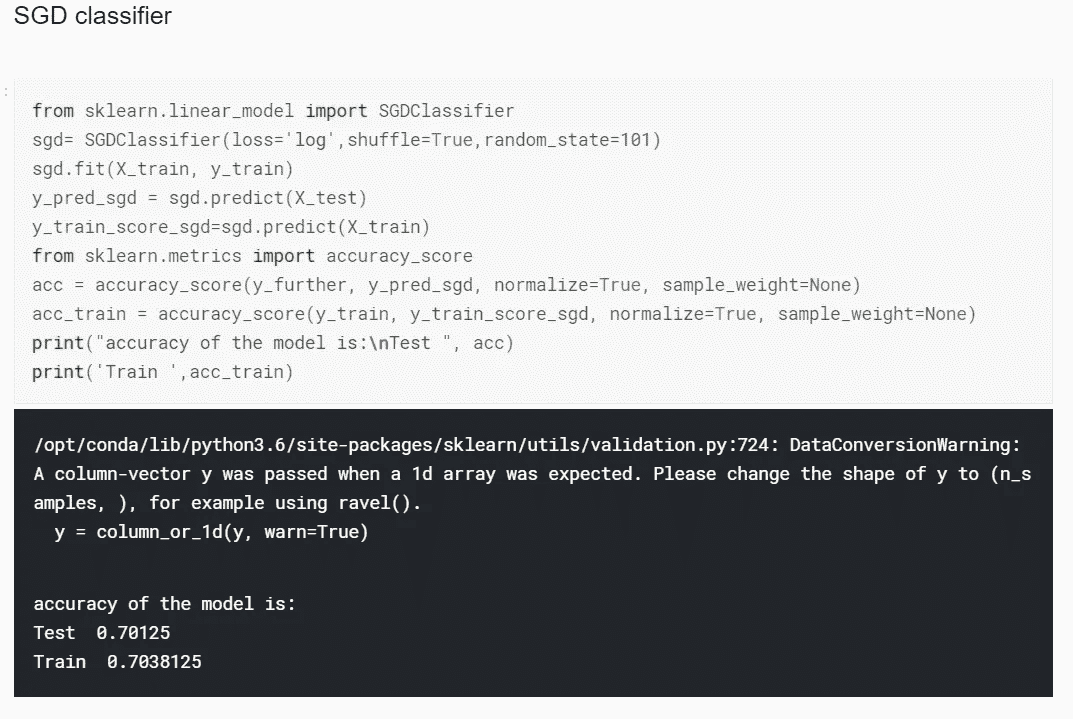 SGD classifier
:
from sklearn.linear_model import SGDClassifier
sgd= SGDClassifier(loss='log',shuffle=True,random_state=101)
sgd.fit(X_train, y_train)
y_pred_sgd = sgd.predict(X_test)
y_train_score_sgd=sgd.predict(X_train)
from sklearn.metrics import accuracy_score
acc = accuracy_score(y_further, y_pred_sgd, normalize=True, sample_weight=None)
acc_train = accuracy_score(y_train, y_train_score_sgd, normalize=True, sample_weight=None)
print("accuracy of the model is:\nTest ", acc)
print('Train ',acc_train)
/opt/conda/lib/python3.6/site-packages/sklearn/utils/validation.py:724: DataConversionWarning:
A column-vector y was passed when a 1d array was expected. Please change the shape of y to (n_s
amples, ), for example using ravel().
  y = column_or_1d(y, warn=True)
accuracy of the model is:
Test  0.70125
Train  0.7038125